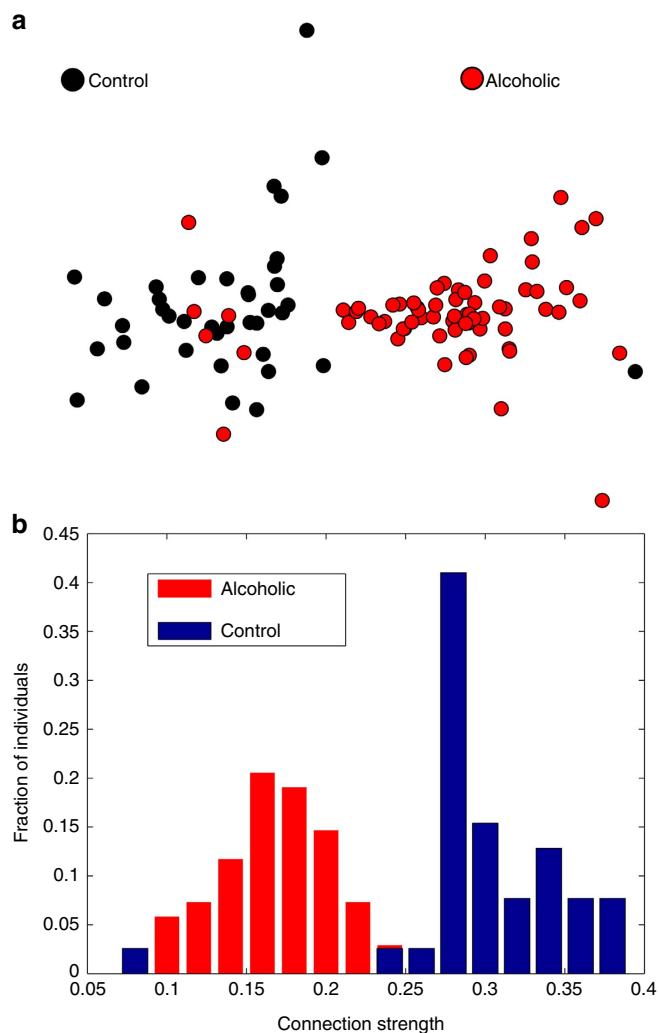 a
Control
Alcoholic
b
0.45
0.4
0.35
0.3
0.25
0.2
0.15
0.1
0.05
0
Fraction of individuals
Alcoholic
Control
0.05 0.1 0.15 0.2 0.25 0.3 0.35 0.4
Connection strength